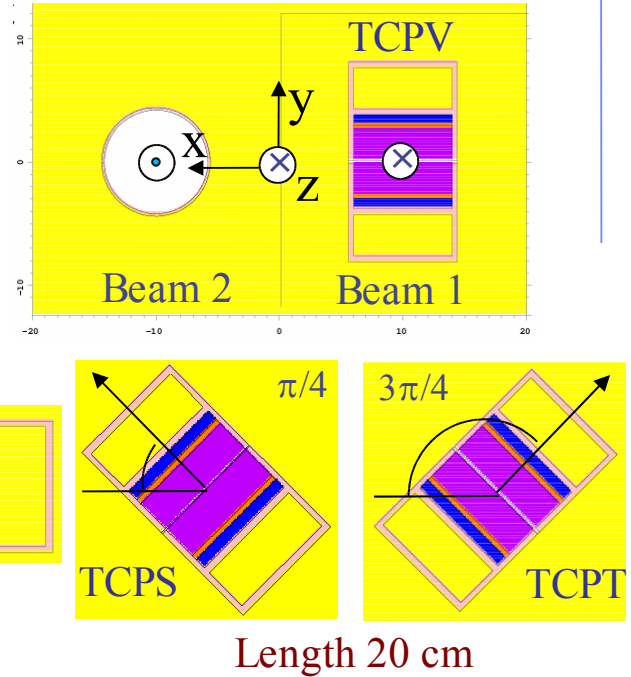 10
0
-10
-20
-10
0
10
20
TCPV
y
x
z
Beam 2
Beam 1
π/4
3π/4
TCPS
TCPT
Length 20 cm